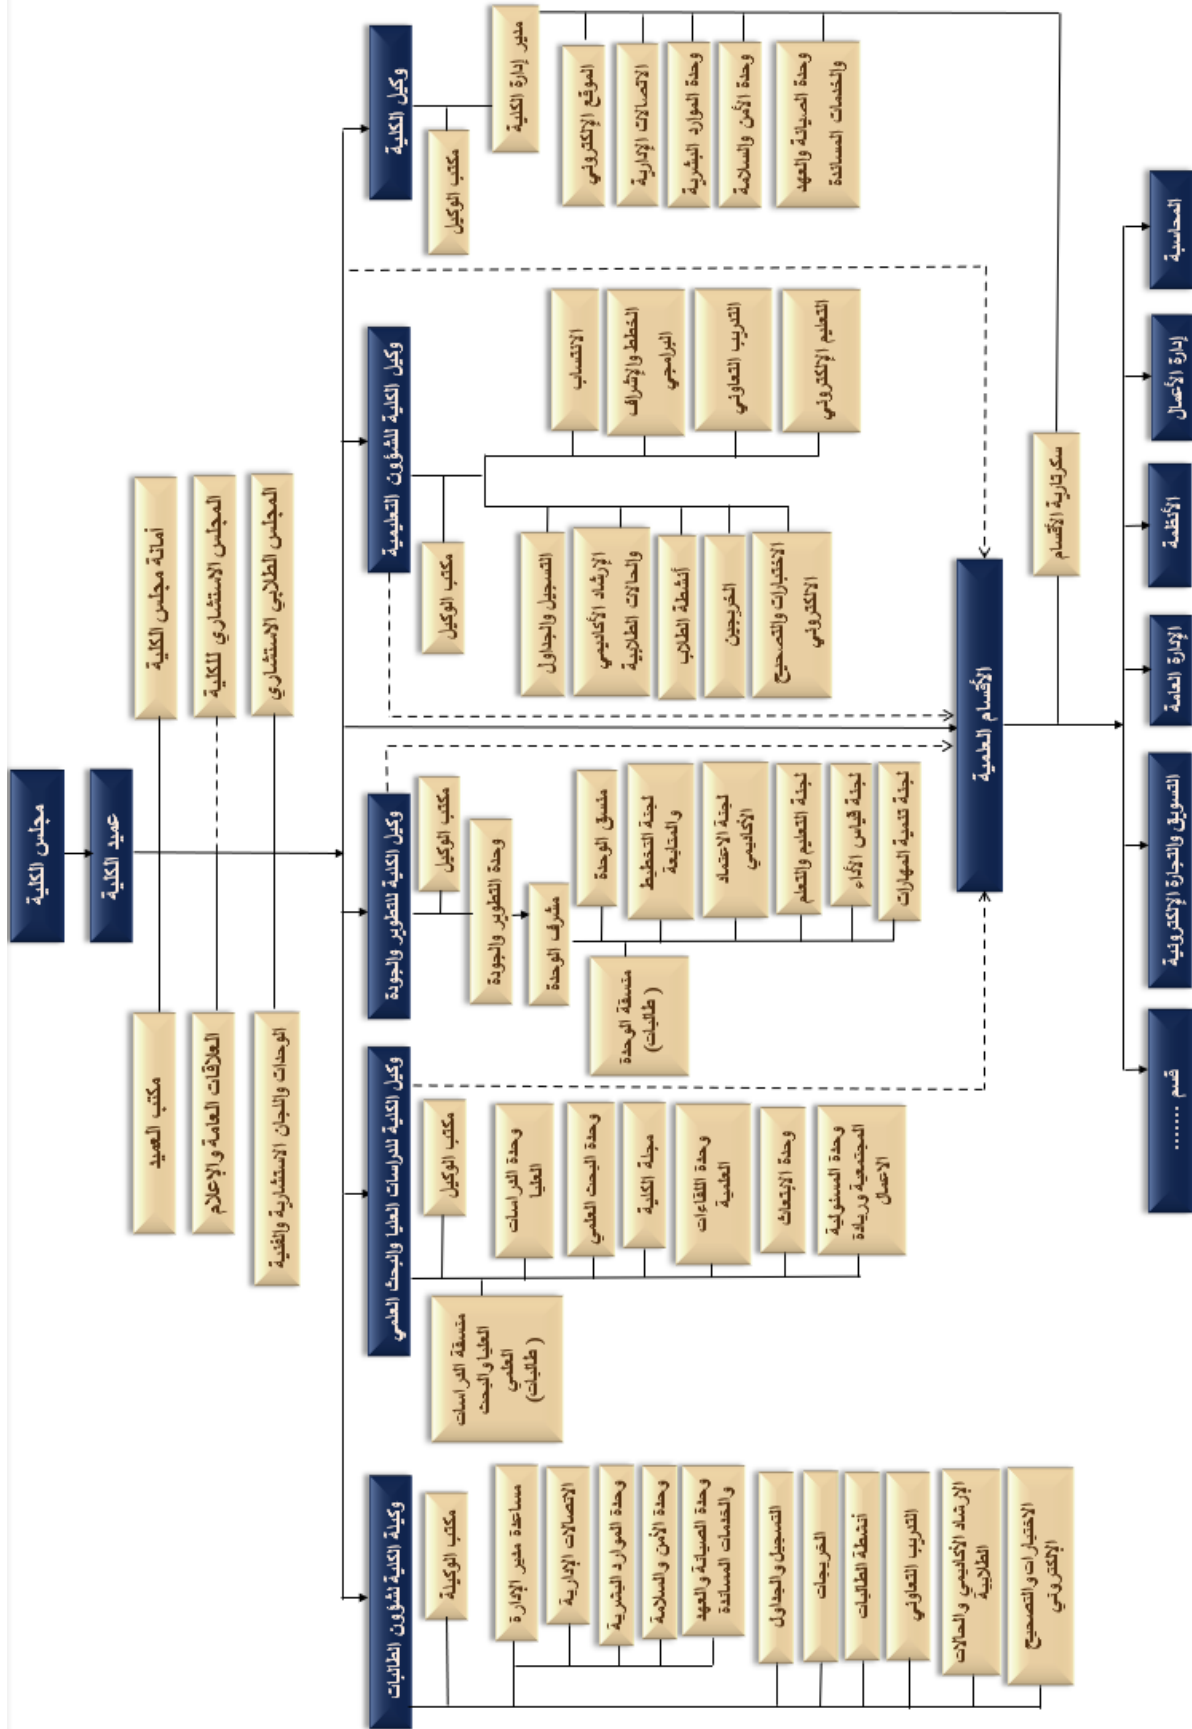 مجلس الكلية
عميد الكلية
أمانة مجلس الكلية
مكتب العميد
المجلس الاستشاري للكلية
العلاقات العامة والإعلام
المجلس الطلابي الاستشاري
الوحدات واللجان الاستشارية والفنية
وكيل الكلية
مكتب الوكيل
مدير إدارة الكلية
الموقع الإلكتروني
الاتصالات الإدارية
وحدة الموارد البشرية
وحدة الأمن والسلامة
وحدة الصيانة والعهد
والخدمات المساندة
وكيل الكلية للشؤون التعليمية
مكتب الوكيل
الانتساب
الخطط والإشراف
البرامجي
التدريب التعاوني
التعليم الإلكتروني
التسجيل والجداول
الإرشاد الأكاديمي
والحالات الطلابية
أنشطة الطلاب
الخريجين
الاختبارات والتصحيح
الالكتروني
وكيل الكلية للتطوير والجودة
مكتب الوكيل
وحدة التطوير والجودة
مشرف الوحدة
منسق الوحدة
لجنة التخطيط
والمتابعة
لجنة الاعتماد
الأكاديمي
لجنة التعليم والتعلم
لجنة قياس الأداء
لجنة تنمية المهارات
منسقة الوحدة
( طالبات)
وكيل الكلية للدراسات العليا والبحث العلمي
مكتب الوكيل
وحدة الدراسات
العليا
وحدة البحث العلمي
مجلة الكلية
وحدة اللقاءات
العلمية
وحدة الابتعاث
وحدة المسئولية
المجتمعية وريادة
الاعمال
منسقة الدراسات
العليا والبحث
العلمي
( طالبات)
وكيلة الكلية لشؤون الطالبات
مكتب الوكيلة
مساعدة مدير الإدارة
الاتصالات الإدارية
وحدة الموارد البشرية
وحدة الأمن والسلامة
وحدة الصيانة والعهد
والخدمات المساندة
التسجيل والجداول
الخريجات
أنشطة الطالبات
التدريب التعاوني
الإرشاد الأكاديمي والحالات
الطلابية
الاختبارات والتصحيح
الإلكتروني
الأقسام العلمية
سكرتارية الأقسام
المحاسبة
إدارة الأعمال
الأنظمة
الإدارة العامة
التسويق والتجارة الإلكترونية
قسم .......